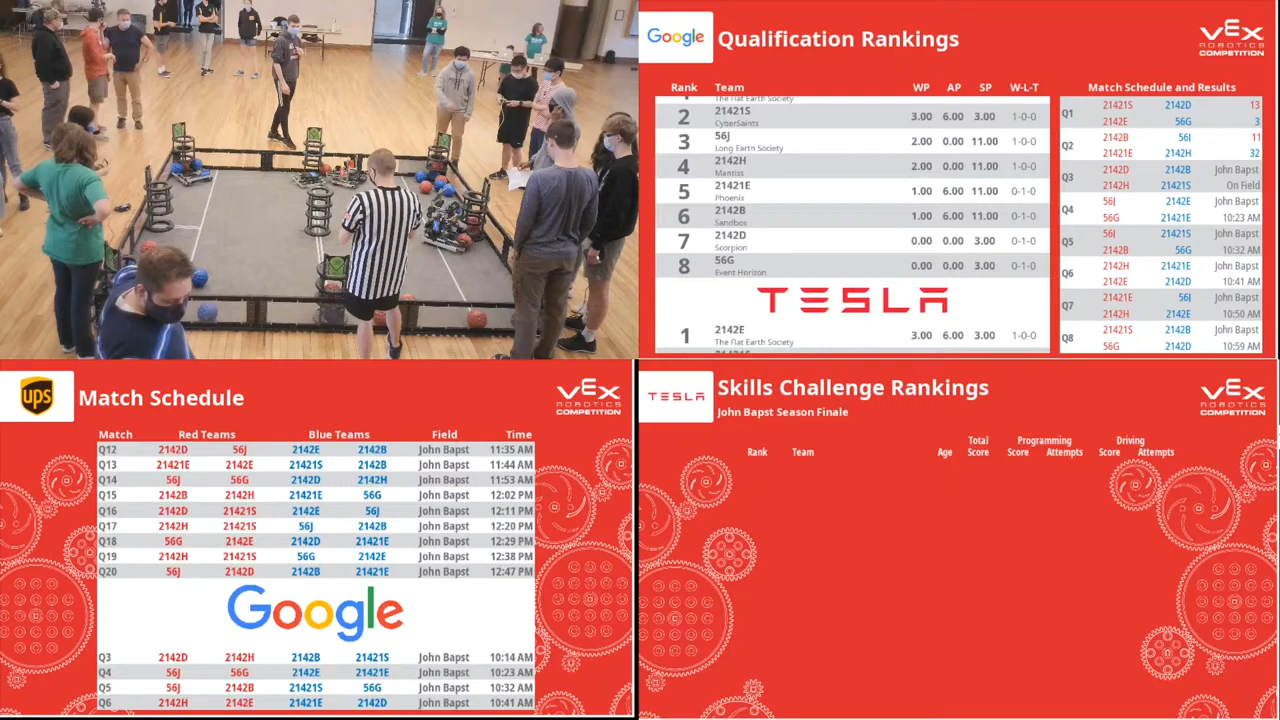 Google
Qualification Rankings
VEX
ROBOTICS
COMPETITION
Rank Team WP AP SP W-L-T
The Flat Earth Society
2 21421S 3.00 6.00 3.00 1-0-0
CyberSaints
3 56J 2.00 0.00 11.00 1-0-0
Long Earth Society
4 2142H 2.00 0.00 11.00 1-0-0
Mantiss
5 21421E 1.00 6.00 11.00 0-1-0
Phoenix
6 2142B 1.00 6.00 11.00 0-1-0
Sandbox
7 2142D 0.00 0.00 3.00 0-1-0
Scorpion
8 56G 0.00 0.00 3.00 0-1-0
Event Horizon
TESLA
1 2142E 3.00 6.00 3.00 1-0-0
The Flat Earth Society
Match Schedule and Results
Q1 21421S 2142D 13
2142E 56G 3
Q2 2142B 56J 11
21421E 2142H 32
Q3 2142D 2142B John Bapst
2142H 21421S On Field
Q4 56J 2142E John Bapst
56G 21421E 10:23 AM
Q5 56J 21421S John Bapst
2142B 56G 10:32 AM
Q6 2142H 21421E John Bapst
2142E 2142D 10:41 AM
Q7 21421E 56J John Bapst
2142H 2142E 10:50 AM
Q8 21421S 2142B John Bapst
56G 2142D 10:59 AM
ups
Match Schedule
VEX
ROBOTICS
COMPETITION
Match Red Teams Blue Teams Field Time
Q12 2142D 56J 2142E 2142B John Bapst 11:35 AM
Q13 21421E 2142E 21421S 2142B John Bapst 11:44 AM
Q14 56J 56G 2142D 2142H John Bapst 11:53 AM
Q15 2142B 2142H 21421E 56G John Bapst 12:02 PM
Q16 2142D 21421S 2142E 56J John Bapst 12:11 PM
Q17 2142H 21421S 56J 2142B John Bapst 12:20 PM
Q18 56G 2142E 2142D 21421E John Bapst 12:29 PM
Q19 2142H 21421S 56G 2142E John Bapst 12:38 PM
Q20 56J 2142D 2142B 21421E John Bapst 12:47 PM
Google
Q3 2142D 2142H 2142B 21421S John Bapst 10:14 AM
Q4 56J 56G 2142E 21421E John Bapst 10:23 AM
Q5 56J 2142B 21421S 56G John Bapst 10:32 AM
Q6 2142H 2142E 21421E 2142D John Bapst 10:41 AM
TESLA
Skills Challenge Rankings
John Bapst Season Finale
VEX
ROBOTICS
COMPETITION
Total Programming Driving
Rank Team Age Score Score Attempts Score Attempts